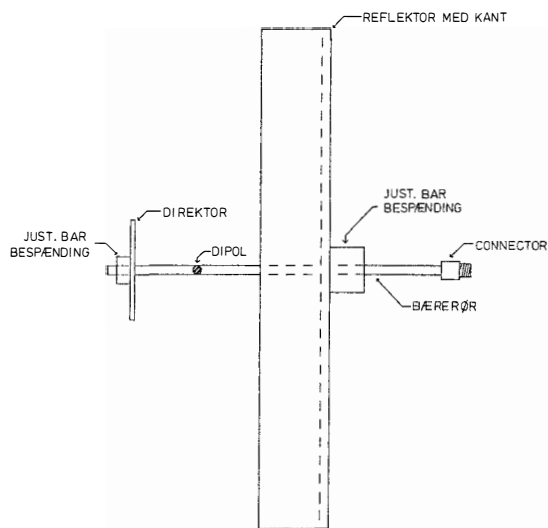 REFLEKTOR MED KANT
JUST. BAR
BESPÆNDING
DIREKTOR
JUST. BAR
BESPÆNDING
DIPOL
CONNECTOR
BÆRERØR